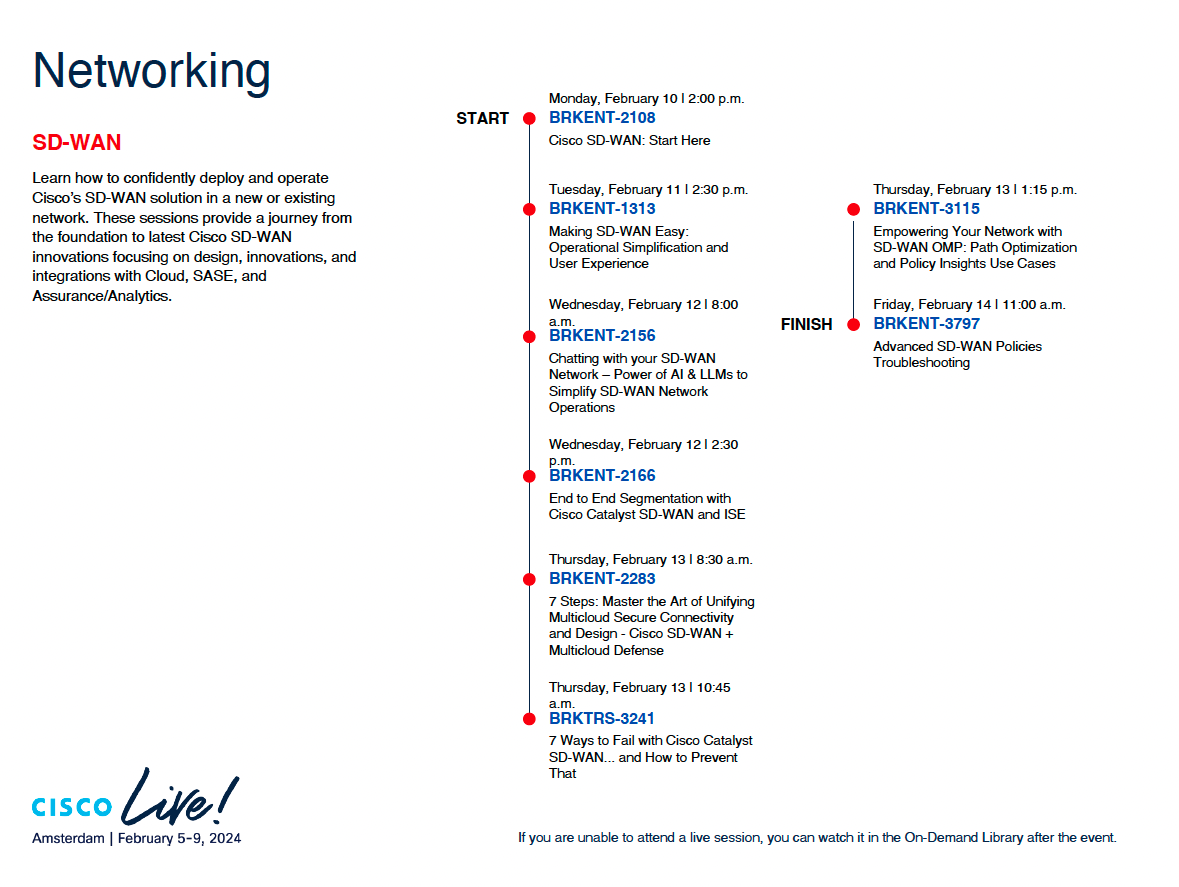 Networking
SD-WAN
Learn how to confidently deploy and operate
Cisco’s SD-WAN solution in a new or existing
network. These sessions provide a journey from
the foundation to latest Cisco SD-WAN
innovations focusing on design, innovations, and
integrations with Cloud, SASE, and
Assurance/Analytics.
START
Monday, February 10 | 2:00 p.m.
BRKENT-2108
Cisco SD-WAN: Start Here
Tuesday, February 11 | 2:30 p.m.
BRKENT-1313
Making SD-WAN Easy:
Operational Simplification and
User Experience
Wednesday, February 12 | 8:00
a.m.
BRKENT-2156
Chatting with your SD-WAN
Network – Power of AI & LLMs to
Simplify SD-WAN Network
Operations
Wednesday, February 12 | 2:30
p.m.
BRKENT-2166
End to End Segmentation with
Cisco Catalyst SD-WAN and ISE
Thursday, February 13 | 8:30 a.m.
BRKENT-2283
7 Steps: Master the Art of Unifying
Multicloud Secure Connectivity
and Design - Cisco SD-WAN +
Multicloud Defense
Thursday, February 13 | 10:45
a.m.
BRKTRS-3241
7 Ways to Fail with Cisco Catalyst
SD-WAN... and How to Prevent
That
Thursday, February 13 | 1:15 p.m.
BRKENT-3115
Empowering Your Network with
SD-WAN OMP: Path Optimization
and Policy Insights Use Cases
FINISH
Friday, February 14 | 11:00 a.m.
BRKENT-3797
Advanced SD-WAN Policies
Troubleshooting
CISCO Live!
Amsterdam | February 5-9, 2024
If you are unable to attend a live session, you can watch it in the On-Demand Library after the event.